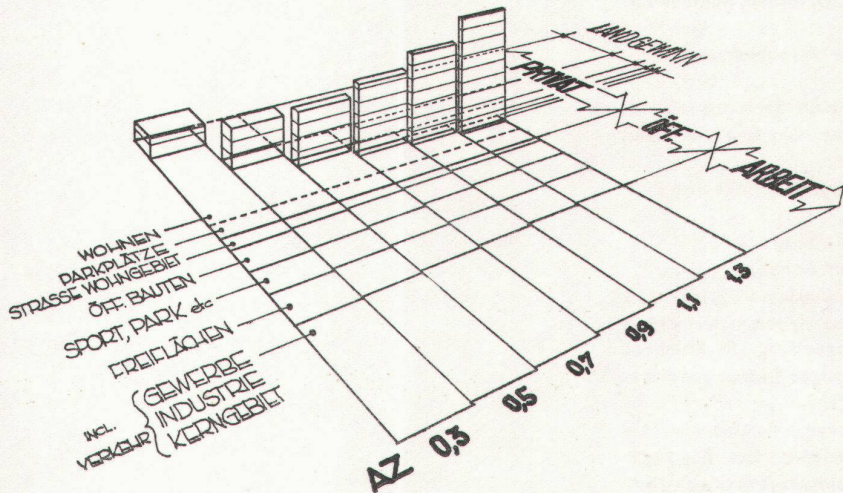 LANDGEWINN
PRIVAT
ÖFF.
ARBEIT
WOHNEN
PARKPLÄTZE
STRASSE WOHNGEBIET
ÖFF. BAUTEN
SPORT, PARK etc
FREIFLÄCHEN
INCL. VERKEHR
GEWERBE
INDUSTRIE
KERNGEBIET
AZ 0,3 0,5 0,7 0,9 1,1 1,3